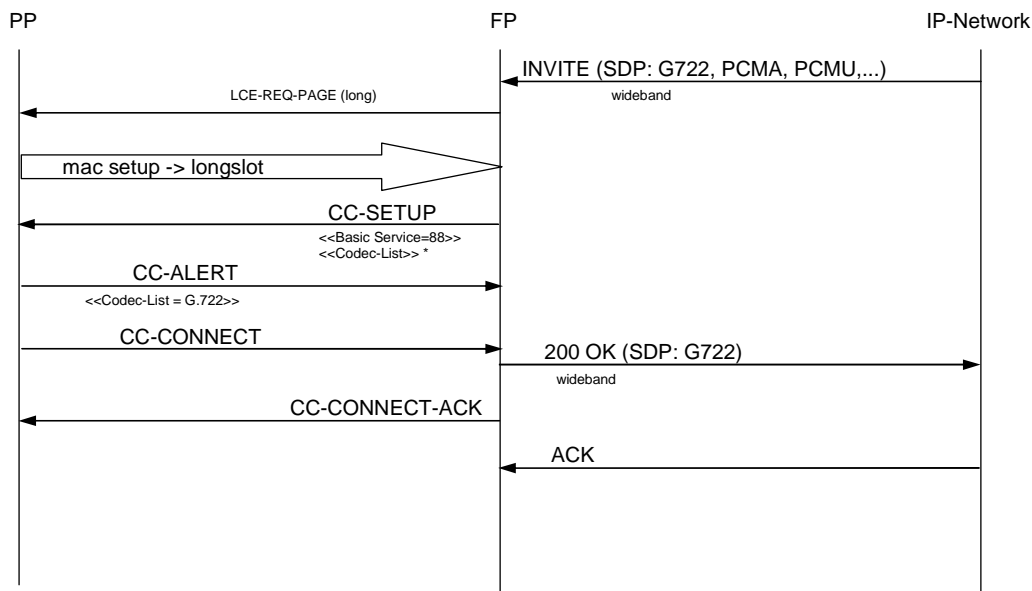 PP FP IP-Network
INVITE (SDP: G722, PCMA, PCMU,...)
wideband
LCE-REQ-PAGE (long)
mac setup -> longslot
CC-SETUP
<<Basic Service=88>>
<<Codec-List>> *
CC-ALERT
<<Codec-List = G.722>>
CC-CONNECT
200 OK (SDP: G722)
wideband
CC-CONNECT-ACK
ACK